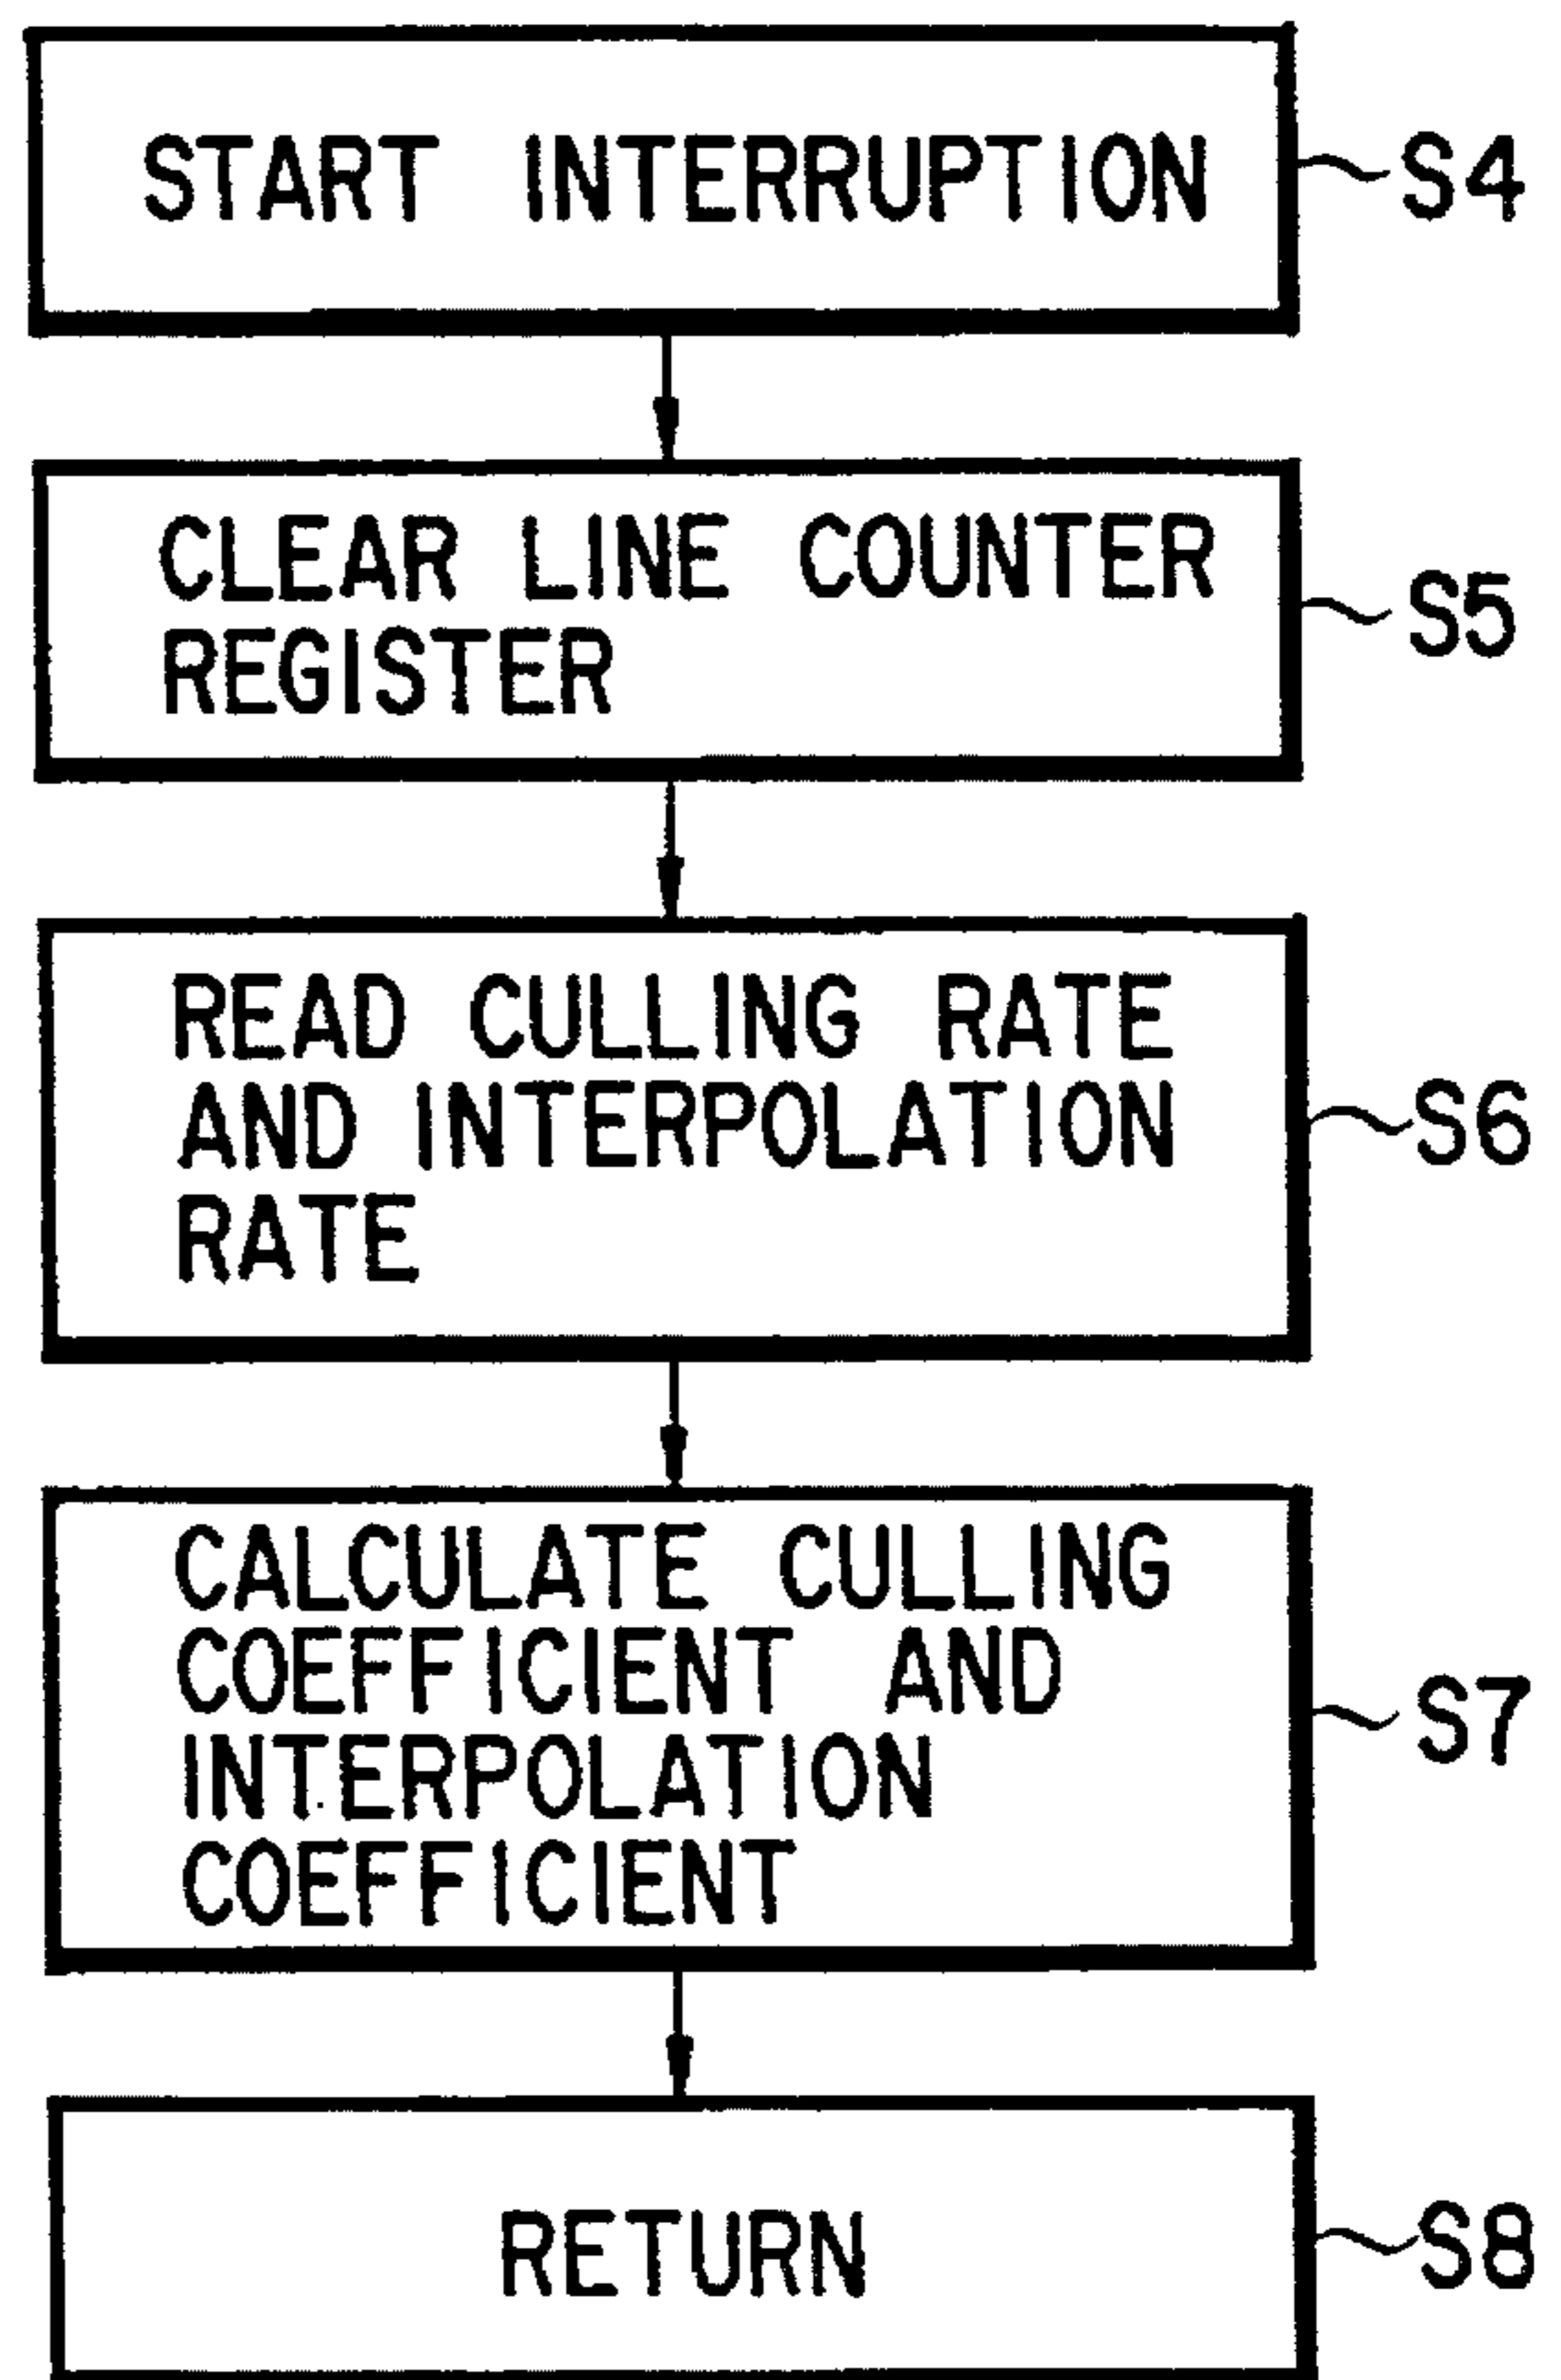 START INTERRUPTION
S4
CLEAR LINE COUNTER
REGISTER
S5
READ CULLING RATE
AND INTERPOLATION
RATE
S6
CALCULATE CULLING
COEFFICIENT AND
INTERPOLATION
COEFFICIENT
S7
RETURN
S8